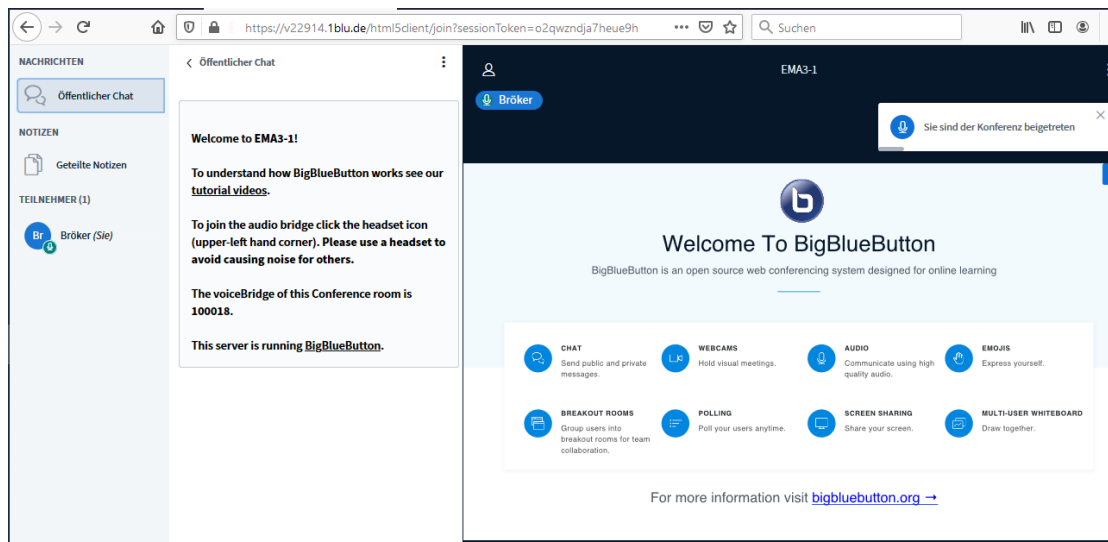 https://v22914.1blu.de/html5client/join?sessionToken=o2qwzndja7heue9h
Suchen
NACHRICHTEN
Öffentlicher Chat
NOTIZEN
Geteilte Notizen
TEILNEHMER (1)
Br
Bröker (Sie)
Öffentlicher Chat
Welcome to EMA3-1!
To understand how BigBlueButton works see our
tutorial videos.
To join the audio bridge click the headset icon
(upper-left hand corner). Please use a headset to
avoid causing noise for others.
The voiceBridge of this Conference room is
100018.
This server is running BigBlueButton.
EMA3-1
Bröker
Sie sind der Konferenz beigetreten
b
Welcome To BigBlueButton
BigBlueButton is an open source web conferencing system designed for online learning
CHAT
Send public and private
messages.
WEBCAMS
Hold visual meetings.
AUDIO
Communicate using high
quality audio.
EMOJIS
Express yourself.
BREAKOUT ROOMS
Group users into
breakout rooms for team
collaboration.
POLLING
Poll your users anytime.
SCREEN SHARING
Share your screen.
MULTI-USER WHITEBOARD
Draw together.
For more information visit bigbluebutton.org →